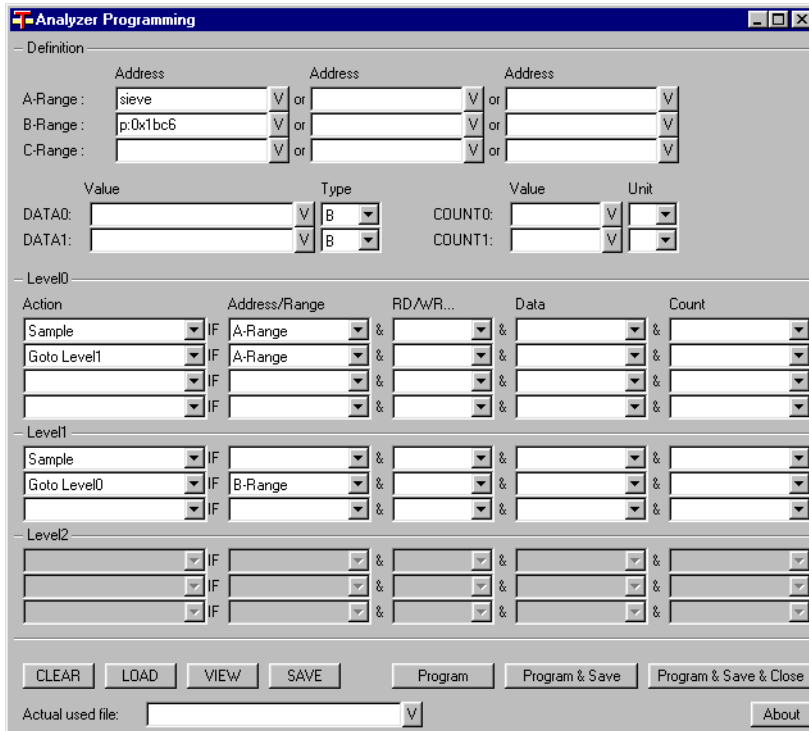 Analyzer Programming
Definition
Address Address Address
A-Range : sieve V or V or V
B-Range : p:0x1bc6 V or V or V
C-Range : V or V or V
Value Type Value Unit
DATA0: V B COUNT0: V
DATA1: V B COUNT1: V
Level0
Action Address/Range RD/WR... Data Count
Sample IF A-Range & & &
Goto Level1 IF A-Range & & &
IF & & &
IF & & &
Level1
Sample IF & & &
Goto Level0 IF B-Range & & &
IF & & &
Level2
IF & & &
IF & & &
IF & & &
CLEAR LOAD VIEW SAVE Program Program & Save Program & Save & Close
Actual used file: V About